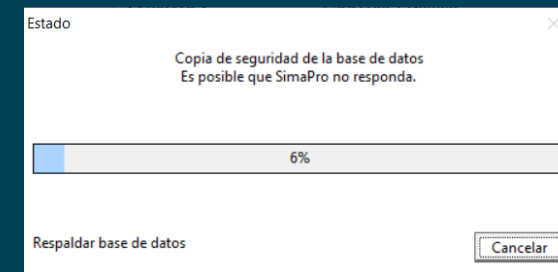 Estado
Copia de seguridad de la base de datos
Es posible que SimaPro no responda.
6%
Respaldar base de datos
Cancelar